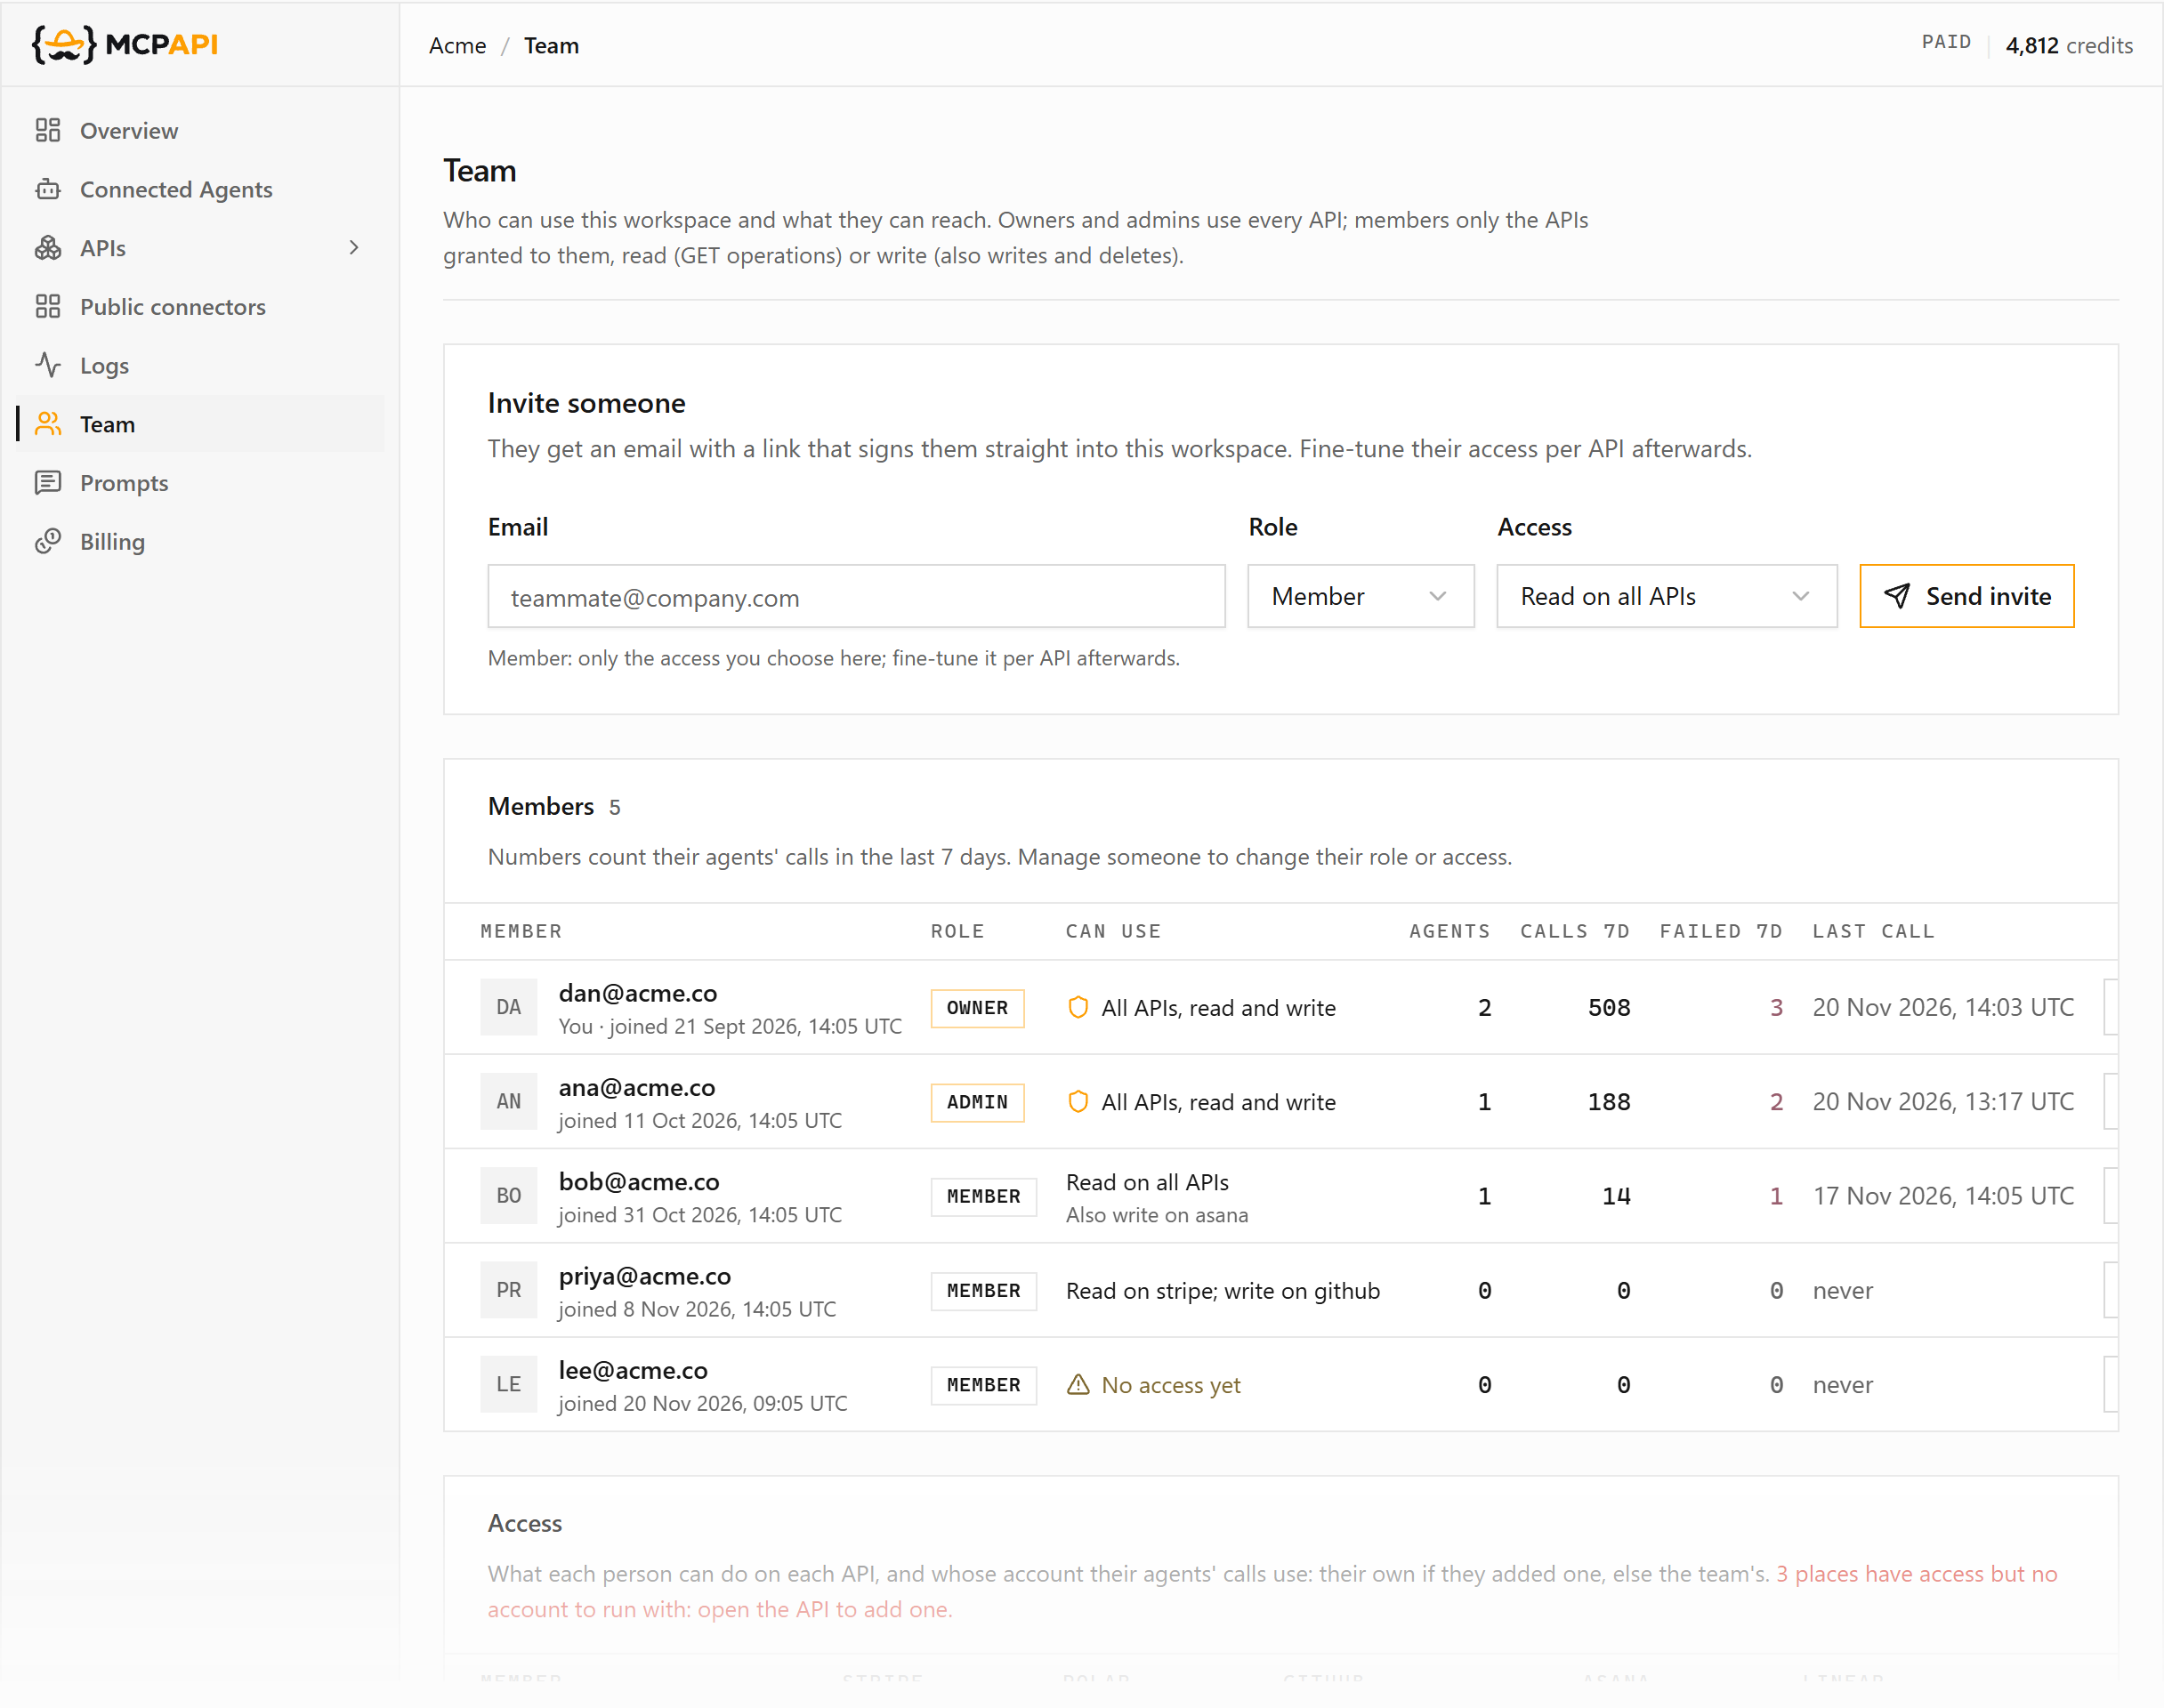 MCPAPI
Acme / Team
PAID
4,812 credits
Overview
Connected Agents
APIs
Public connectors
Logs
Team
Prompts
Billing
Team
Who can use this workspace and what they can reach. Owners and admins use every API; members only the APIs
granted to them, read (GET operations) or write (also writes and deletes).
Invite someone
They get an email with a link that signs them straight into this workspace. Fine-tune their access per API afterwards.
Email Role Access
teammate@company.com Member Read on all APIs Send invite
Member: only the access you choose here; fine-tune it per API afterwards.
Members 5
Numbers count their agents' calls in the last 7 days. Manage someone to change their role or access.
MEMBER ROLE CAN USE AGENTS CALLS 7D FAILED 7D LAST CALL
DA dan@acme.co OWNER All APIs, read and write 2 508 3 20 Nov 2026, 14:03 UTC
You · joined 21 Sept 2026, 14:05 UTC
AN ana@acme.co ADMIN All APIs, read and write 1 188 2 20 Nov 2026, 13:17 UTC
joined 11 Oct 2026, 14:05 UTC
BO bob@acme.co MEMBER Read on all APIs 1 14 1 17 Nov 2026, 14:05 UTC
joined 31 Oct 2026, 14:05 UTC Also write on asana
PR priya@acme.co MEMBER Read on stripe; write on github 0 0 0 never
joined 8 Nov 2026, 14:05 UTC
LE lee@acme.co MEMBER No access yet 0 0 0 never
joined 20 Nov 2026, 09:05 UTC
Access
What each person can do on each API, and whose account their agents' calls use: their own if they added one, else the team's. 3 places have access but no
account to run with: open the API to add one.
MEMBER STRIPE POLAR GITHUB ASANA LINEAR